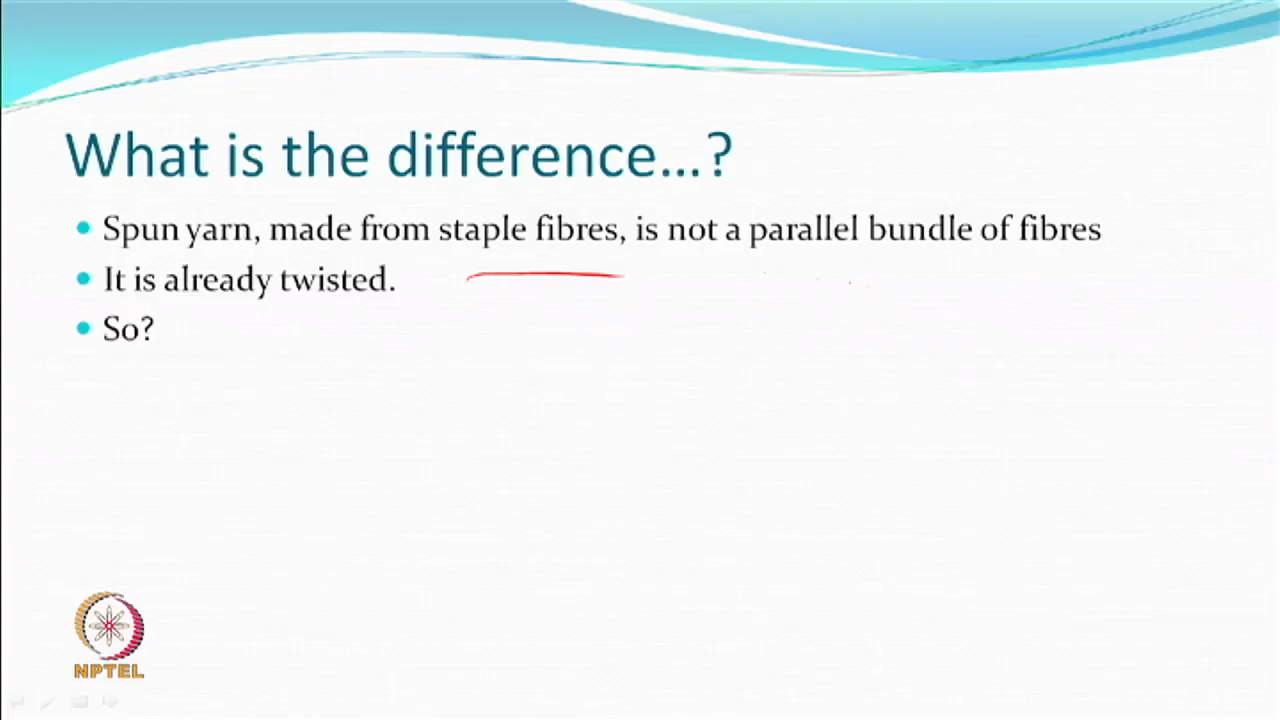 What is the difference...?
Spun yarn, made from staple fibres, is not a parallel bundle of fibres
It is already twisted.
So?
NPTEL